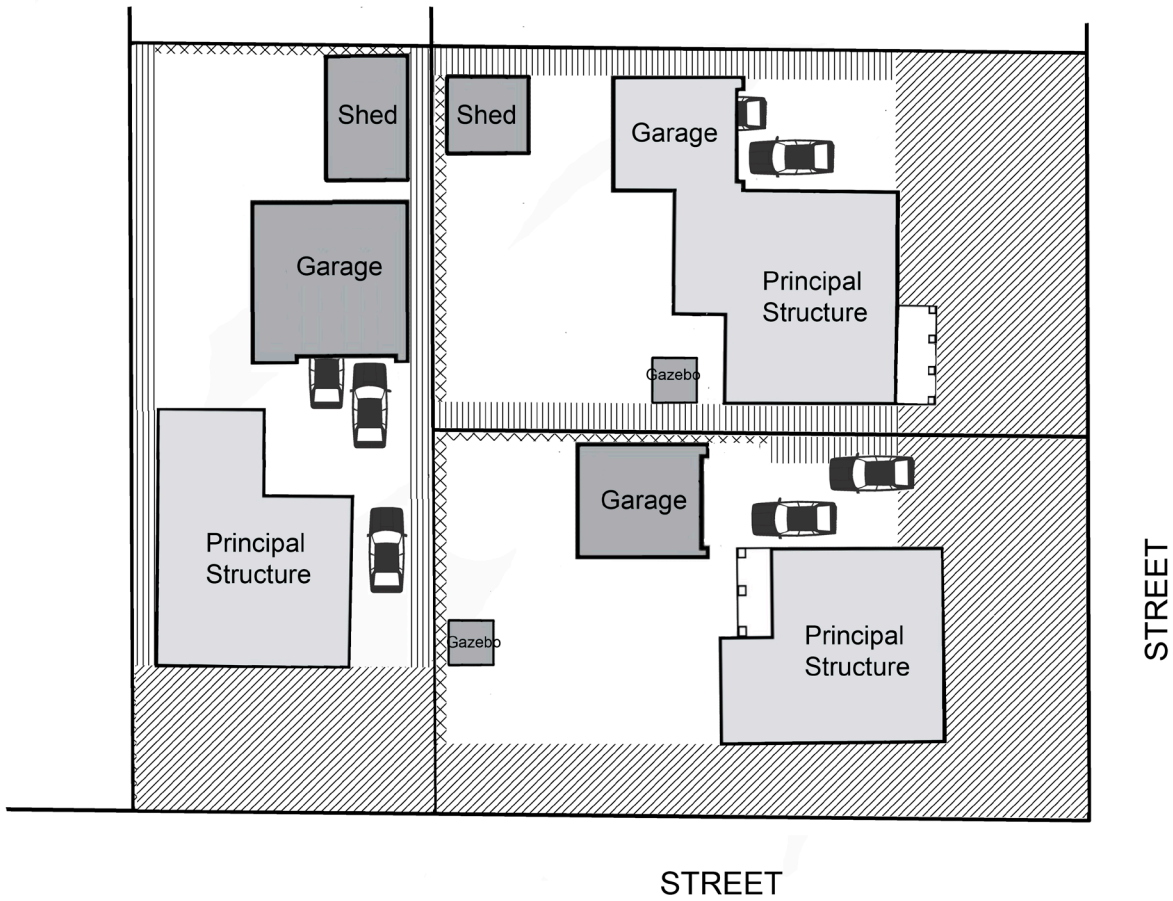 Shed
Shed
Garage
Garage
Principal
Structure
Gazebo
Garage
Principal
Structure
Gazebo
Principal
Structure
STREET
STREET